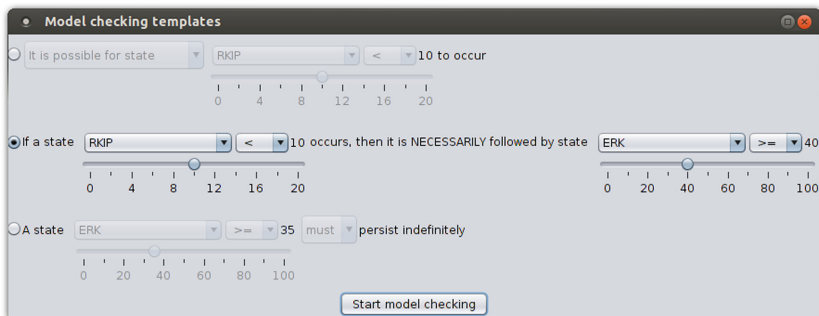 Model checking templates
It is possible for state RKIP < 10 to occur
0 4 8 12 16 20
If a state RKIP < 10 occurs, then it is NECESSARILY followed by state ERK >= 40
0 4 8 12 16 20 0 20 40 60 80 100
A state ERK >= 35 must persist indefinitely
0 20 40 60 80 100
Start model checking